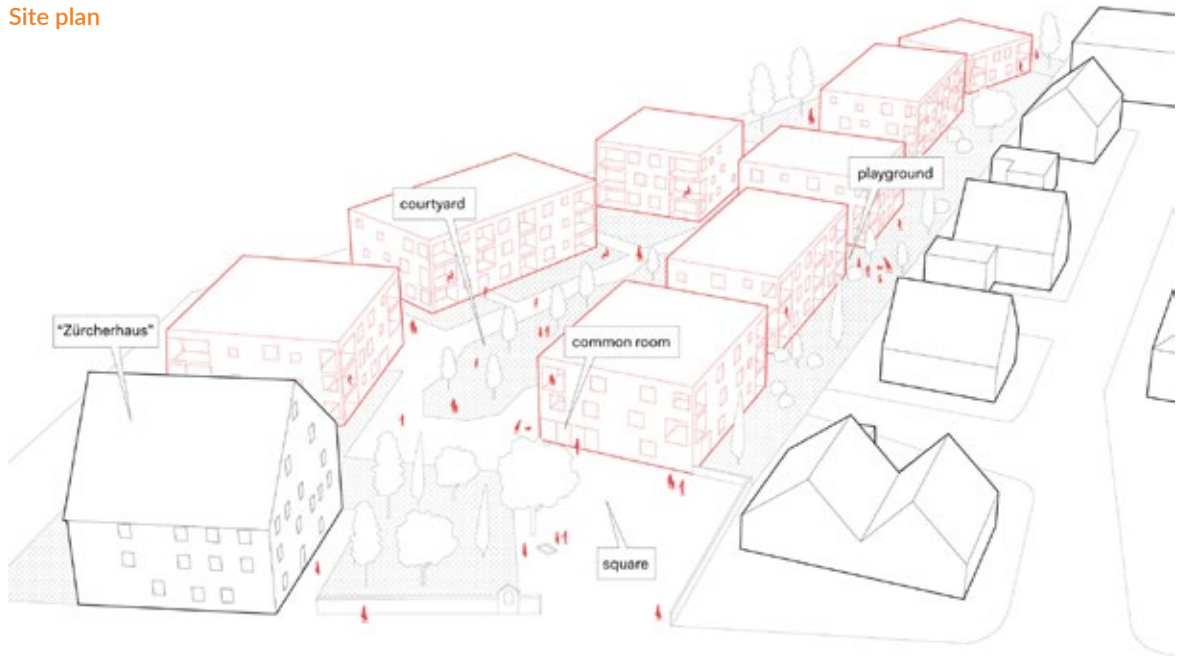 Site plan
playground
courtyard
"Zürcherhaus"
common room
square